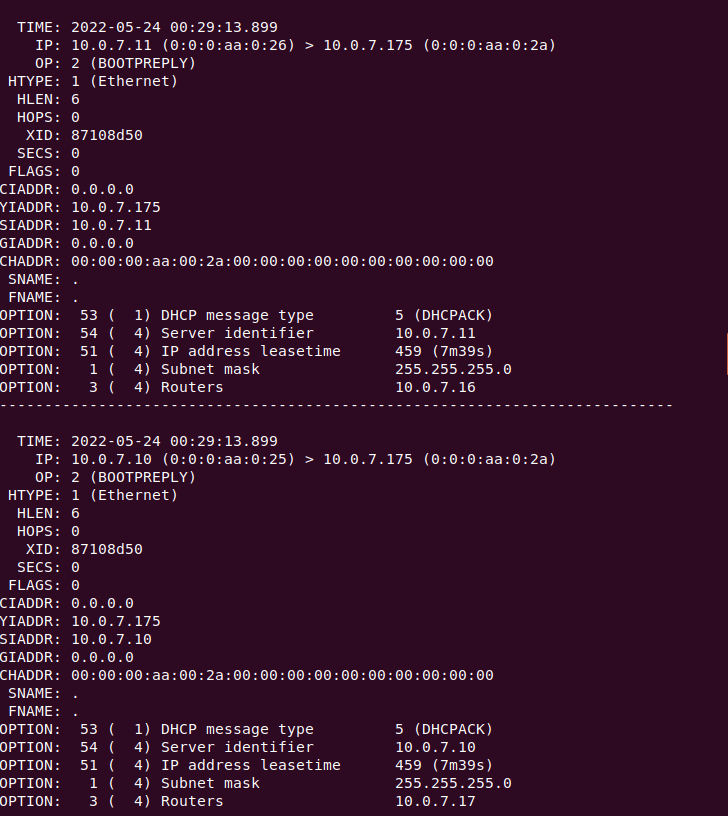 TIME: 2022-05-24 00:29:13.899
IP: 10.0.7.11 (0:0:0:aa:0:26) > 10.0.7.175 (0:0:0:aa:0:2a)
OP: 2 (BOOTPREPLY)
HTYPE: 1 (Ethernet)
HLEN: 6
HOPS: 0
XID: 87108d50
SECS: 0
FLAGS: 0
CIADDR: 0.0.0.0
YIADDR: 10.0.7.175
SIADDR: 10.0.7.11
GIADDR: 0.0.0.0
CHADDR: 00:00:00:aa:00:2a:00:00:00:00:00:00:00:00:00:00
SNAME: .
FNAME: .
OPTION:  53 (  1) DHCP message type         5 (DHCPACK)
OPTION:  54 (  4) Server identifier         10.0.7.11
OPTION:  51 (  4) IP address leasetime      459 (7m39s)
OPTION:   1 (  4) Subnet mask               255.255.255.0
OPTION:   3 (  4) Routers                   10.0.7.16
---------------------------------------------------------------------------
TIME: 2022-05-24 00:29:13.899
IP: 10.0.7.10 (0:0:0:aa:0:25) > 10.0.7.175 (0:0:0:aa:0:2a)
OP: 2 (BOOTPREPLY)
HTYPE: 1 (Ethernet)
HLEN: 6
HOPS: 0
XID: 87108d50
SECS: 0
FLAGS: 0
CIADDR: 0.0.0.0
YIADDR: 10.0.7.175
SIADDR: 10.0.7.10
GIADDR: 0.0.0.0
CHADDR: 00:00:00:aa:00:2a:00:00:00:00:00:00:00:00:00:00
SNAME: .
FNAME: .
OPTION:  53 (  1) DHCP message type         5 (DHCPACK)
OPTION:  54 (  4) Server identifier         10.0.7.10
OPTION:  51 (  4) IP address leasetime      459 (7m39s)
OPTION:   1 (  4) Subnet mask               255.255.255.0
OPTION:   3 (  4) Routers                   10.0.7.17